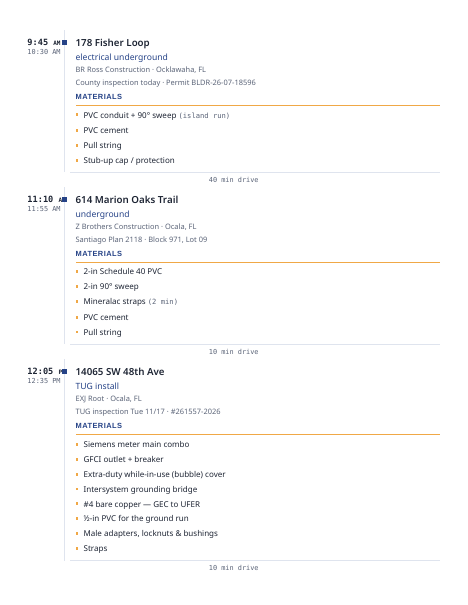 9:45 AM 178 Fisher Loop
10:30 AM
electrical underground
BR Ross Construction · Ocklawaha, FL
County inspection today · Permit BLDR-26-07-18596
MATERIALS
PVC conduit + 90° sweep (island run)
PVC cement
Pull string
Stub-up cap / protection
40 min drive
11:10 614 Marion Oaks Trail
11:55 AM
underground
Z Brothers Construction · Ocala, FL
Santiago Plan 2118 · Block 971, Lot 09
MATERIALS
2-in Schedule 40 PVC
2-in 90° sweep
Mineralac straps (2 min)
PVC cement
Pull string
10 min drive
12:05 14065 SW 48th Ave
12:35 PM
TUG install
EXJ Root · Ocala, FL
TUG inspection Tue 11/17 · #261557-2026
MATERIALS
Siemens meter main combo
GFCI outlet + breaker
Extra-duty while-in-use (bubble) cover
Intersystem grounding bridge
#4 bare copper — GEC to UFER
½-in PVC for the ground run
Male adapters, locknuts & bushings
Straps
10 min drive